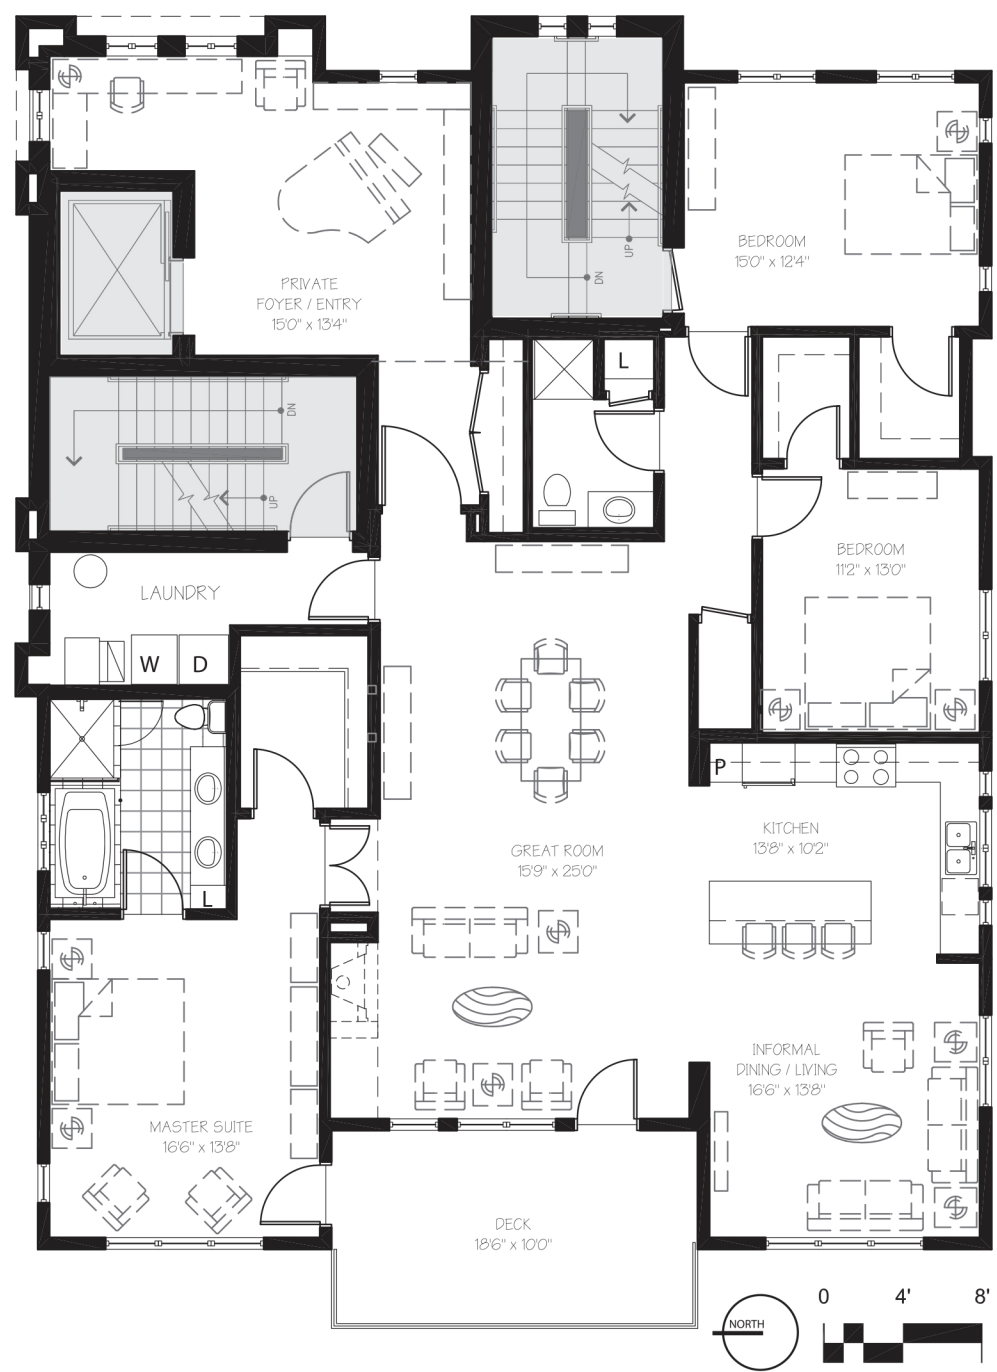 PRIVATE
FOYER / ENTRY
15'0" x 13'4"
UP
DN
BEDROOM
15'0" x 12'4"
L
DN
UP
BEDROOM
11'2" x 13'0"
LAUNDRY
W
D
P
KITCHEN
13'8" x 10'2"
GREAT ROOM
15'9" x 25'0"
L
INFORMAL
DINING / LIVING
16'6" x 13'8"
MASTER SUITE
16'6" x 13'8"
DECK
18'6" x 10'0"
NORTH
0
4'
8'